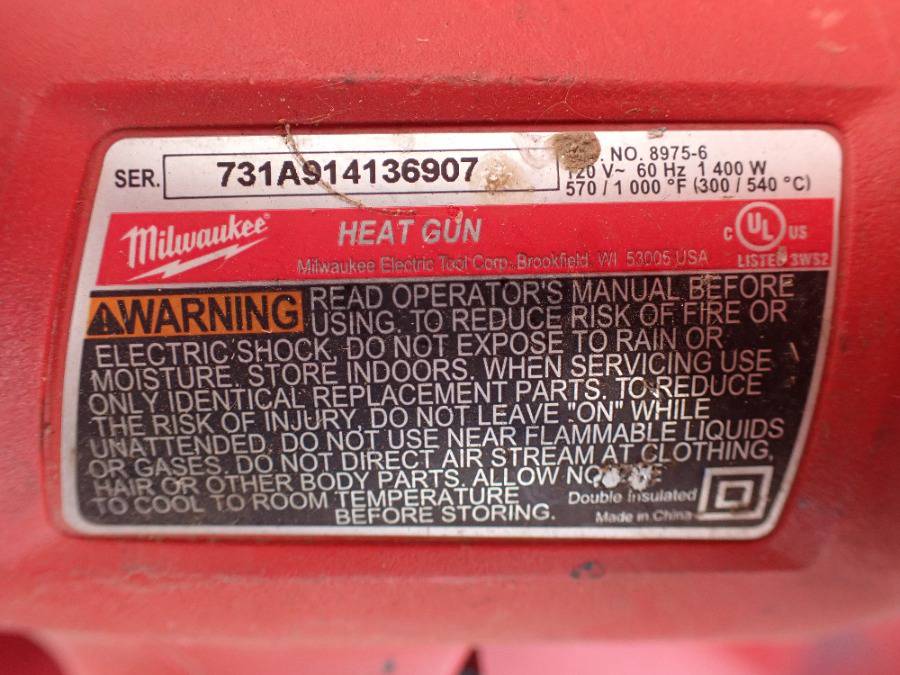 SER. 731A914136907
. NO. 8975-6
120 V~ 60 Hz 1 400 W
570 / 1 000 °F (300 / 540 °C)
Milwaukee®
HEAT GUN
Milwaukee Electric Tool Corp. Brookfield, WI 53005 USA
C UL US
LISTED 3W52
WARNING READ OPERATOR'S MANUAL BEFORE
USING. TO REDUCE RISK OF FIRE OR
ELECTRIC SHOCK, DO NOT EXPOSE TO RAIN OR
MOISTURE. STORE INDOORS. WHEN SERVICING USE
ONLY IDENTICAL REPLACEMENT PARTS. TO REDUCE
THE RISK OF INJURY, DO NOT LEAVE "ON" WHILE
UNATTENDED, DO NOT USE NEAR FLAMMABLE LIQUIDS
OR GASES, DO NOT DIRECT AIR STREAM AT CLOTHING,
HAIR OR OTHER BODY PARTS. ALLOW
TO COOL TO ROOM TEMPERATURE
BEFORE STORING.
Double Insulated
Made in China